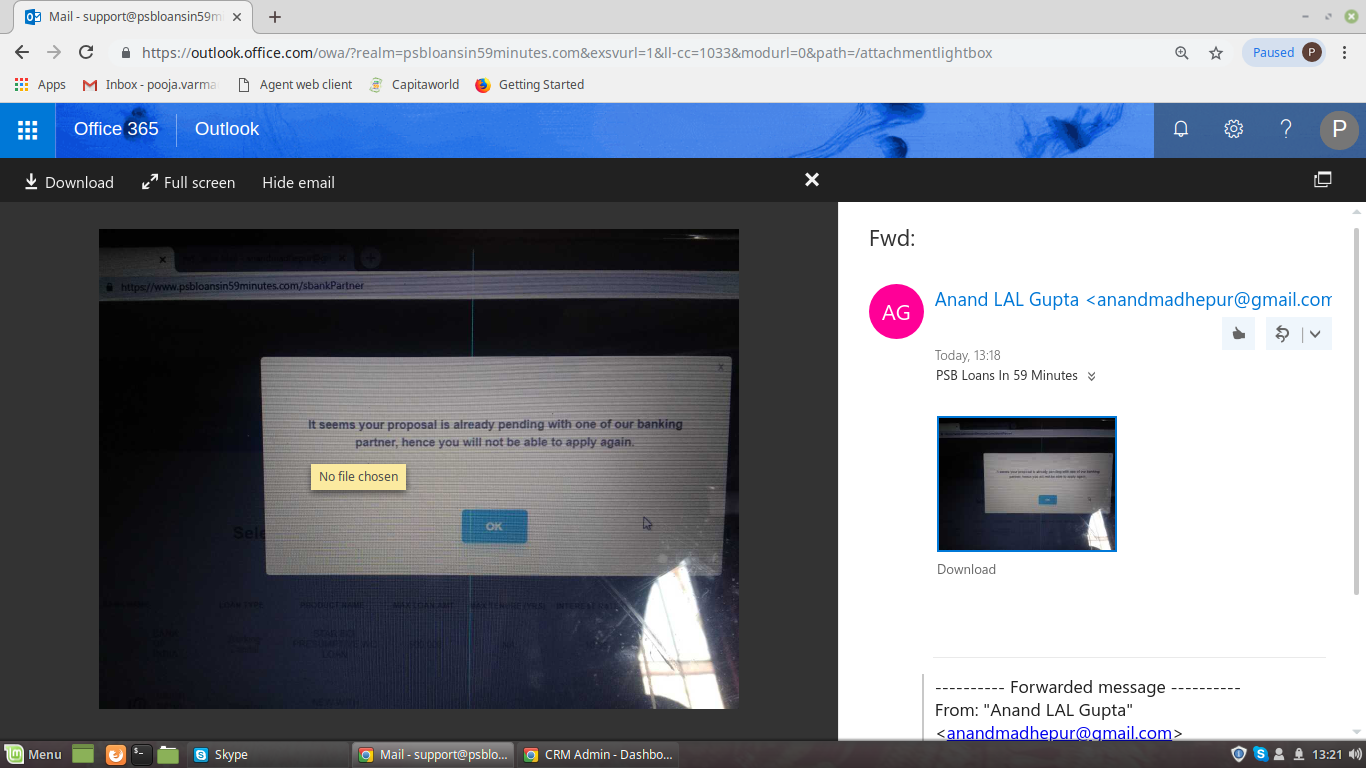 Mail - support@psbloansin59m
https://outlook.office.com/owa/?realm=psbloansin59minutes.com&exsvurl=1&ll-cc=1033&modurl=0&path=/attachmentlightbox
Paused
P
Apps
Inbox - pooja.varma
Agent web client
Capitaworld
Getting Started
Office 365
Outlook
P
Download
Full screen
Hide email
https://www.psbloansin59minutes.com/sbankPartner
It seems your proposal is already pending with one of our banking
partner, hence you will not be able to apply again.
No file chosen
OK
Sele
LOAN TYPE PRODUCT NAME
Fwd:
AG
Anand LAL Gupta <anandmadhepur@gmail.com
Today, 13:18
PSB Loans In 59 Minutes
Download
---------- Forwarded message ----------
From: "Anand LAL Gupta"
<anandmadhepur@gmail.com>
Menu
Skype
Mail - support@psblo...
CRM Admin - Dashbo...
13:21